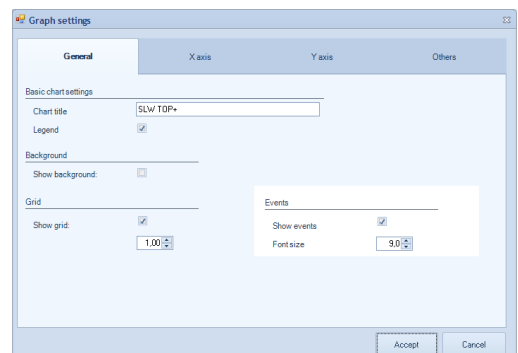 Graph settings
General X axis Y axis Others
Basic chart settings
Chart title SLW TOP+
Legend
Background
Show background:
Grid
Show grid:
1,00
Events
Show events
Font size 9,0
Accept Cancel